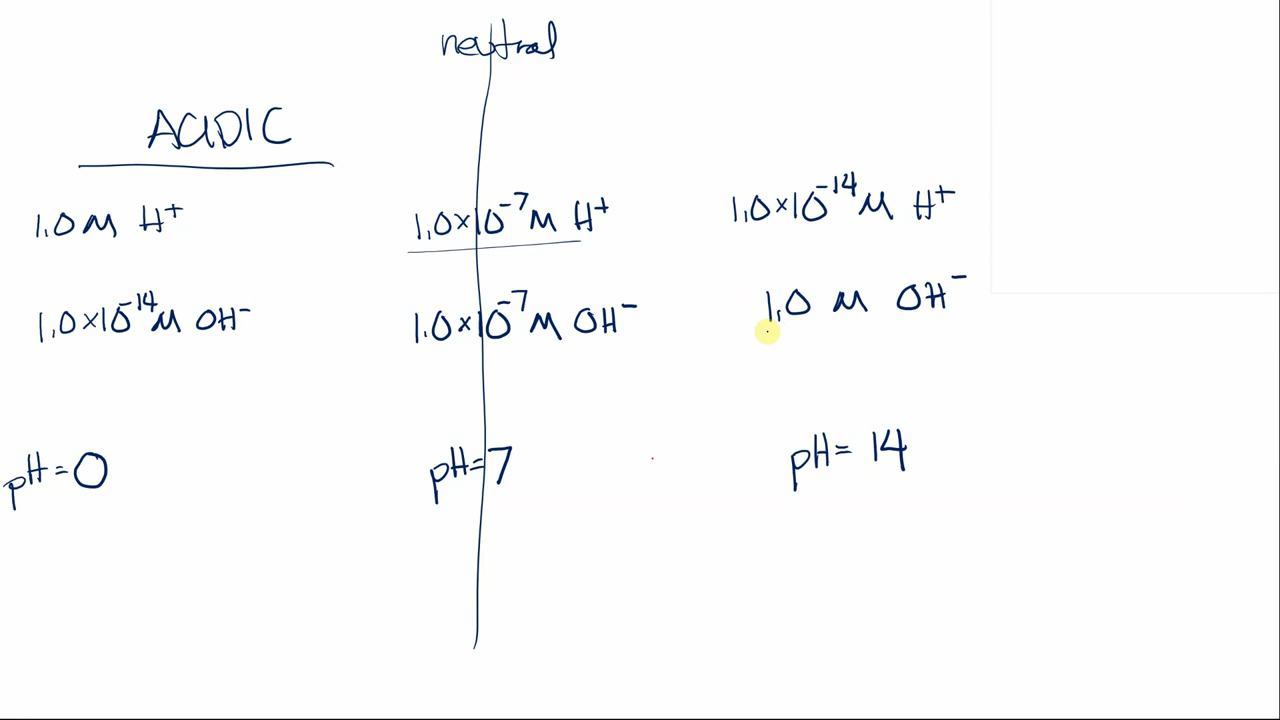 neutral
ACIDIC
1.0 M H⁺
1.0×10⁻⁷ M H⁺
1.0×10⁻¹⁴ M H⁺
1.0×10⁻¹⁴ M OH⁻
1.0×10⁻⁷ M OH⁻
1.0 M OH⁻
pH=0
pH=7
pH= 14